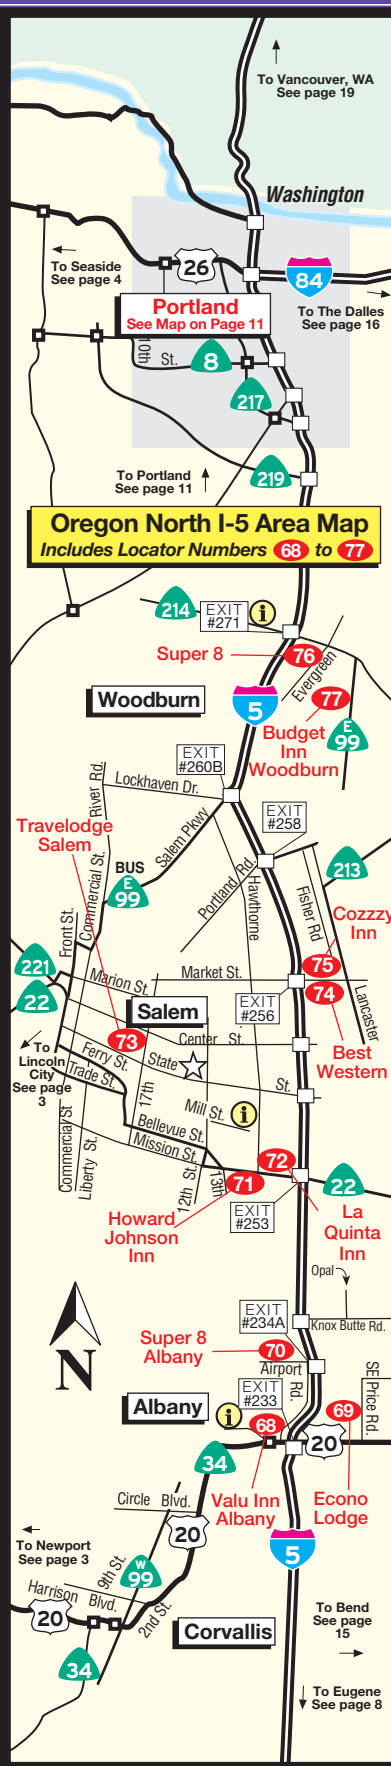 To Vancouver, WA
See page 19
Washington
To Seaside
See page 4
26
84
To The Dalles
See page 16
Portland
See Map on Page 11
10th
St.
8
217
To Portland
See page 11
219
Oregon North I-5 Area Map
Includes Locator Numbers 68 to 77
214
EXIT
#271
i
Super 8
76
Evergreen
77
Woodburn
5
Budget
Inn
Woodburn
E
99
EXIT
#260B
River Rd.
Lockhaven Dr.
Travelodge
Salem
Salem Pkwy
EXIT
#258
BUS
E
99
Commercial St.
Portland Rd.
Hawthorne
Fisher Rd
213
Front St.
Cozzzy
Inn
221
Marion St.
Market St.
75
22
74
Lancaster
Salem
EXIT
#256
Best
Western
73
Center St.
To
Lincoln
City
See page
3
Ferry St.
State
St.
Trade St.
17th
Mill St.
i
Commercial St.
Liberty St.
Bellevue St.
Mission St.
12th St.
13th
72
71
22
Howard
Johnson
Inn
EXIT
#253
La
Quinta
Inn
Opal
EXIT
#234A
Knox Butte Rd.
N
Super 8
Albany
70
Airport
Rd.
SE Price Rd.
EXIT
#233
Albany
i
68
69
20
34
Valu Inn
Albany
Econo
Lodge
Circle Blvd.
20
5
To Newport
See page 3
9th St.
W
99
Harrison
Blvd.
2nd St.
20
Corvallis
To Bend
See page
15
34
To Eugene
See page 8